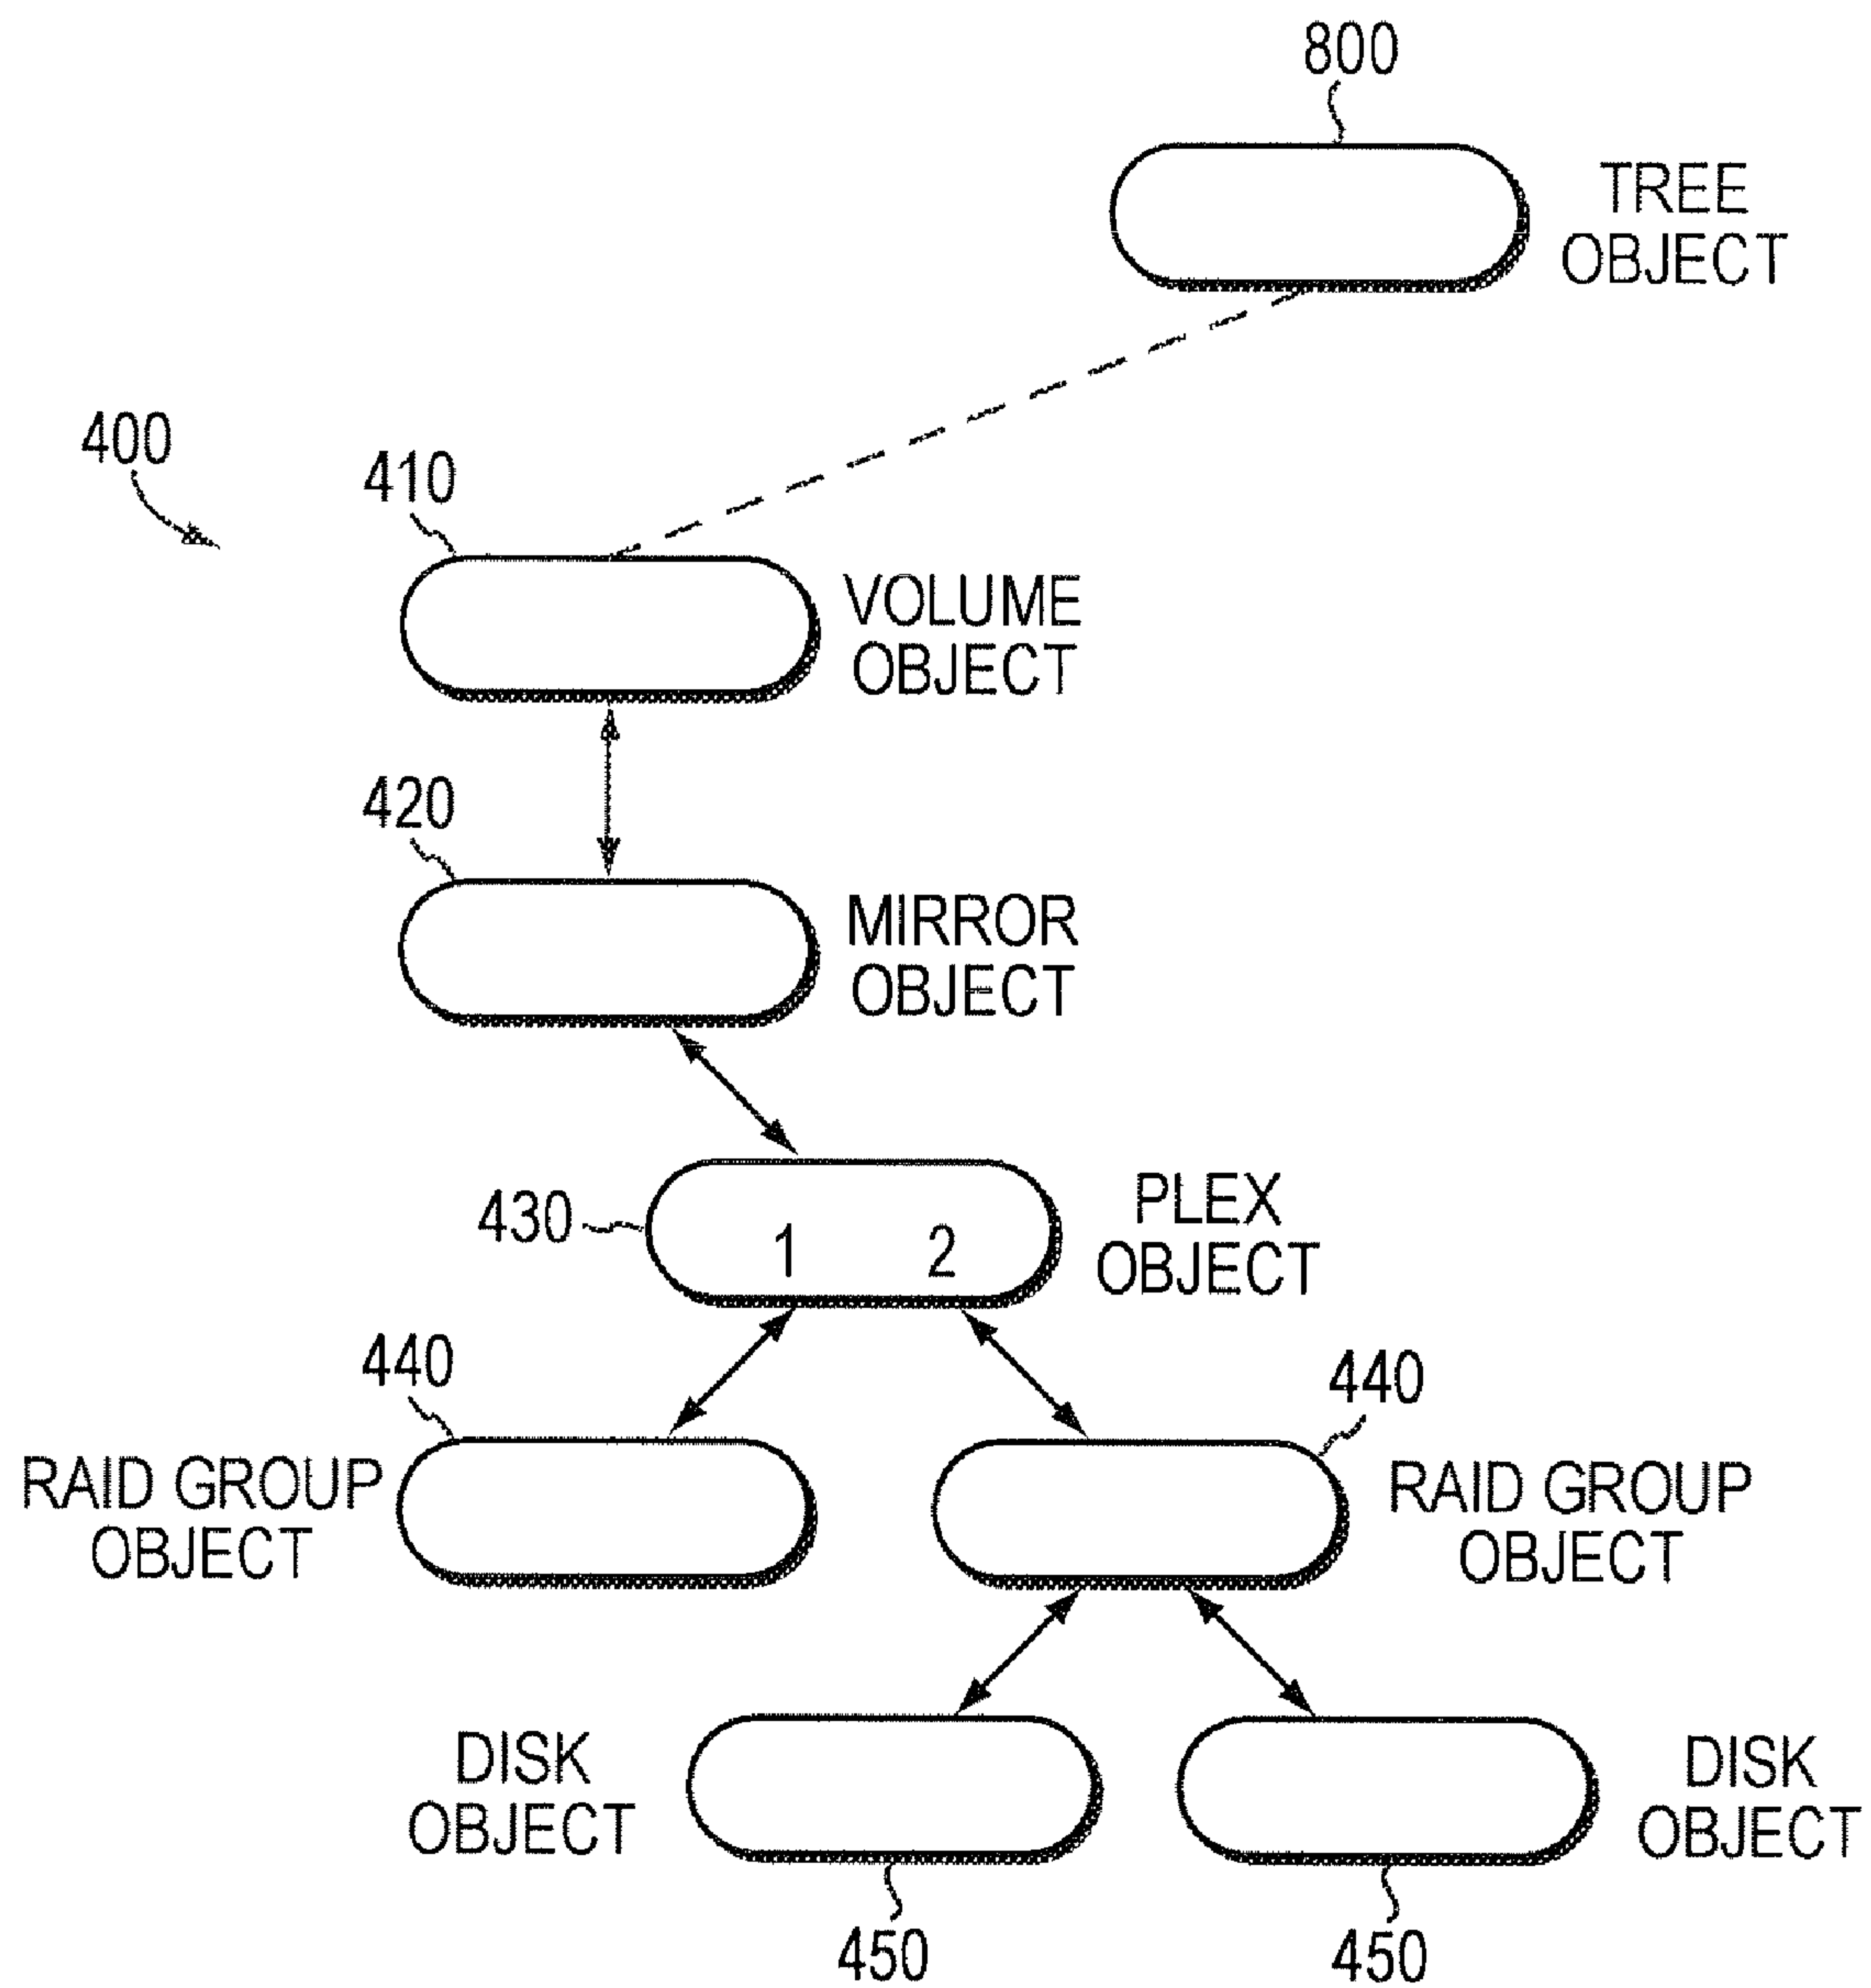 800
TREE
OBJECT
400
410
VOLUME
OBJECT
420
MIRROR
OBJECT
430
1 2
PLEX
OBJECT
440
440
RAID GROUP
OBJECT
RAID GROUP
OBJECT
DISK
OBJECT
DISK
OBJECT
450
450